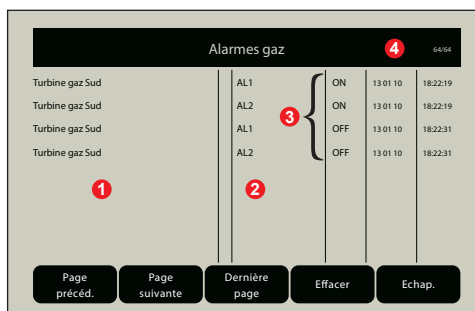 Alarmes gaz 4 64/64
Turbine gaz Sud AL1 ON 13 01 10 18:22:19
Turbine gaz Sud AL2 ON 13 01 10 18:22:19
3
Turbine gaz Sud AL1 OFF 13 01 10 18:22:31
Turbine gaz Sud AL2 OFF 13 01 10 18:22:31
1 2
Page précéd.
Page suivante
Dernière page
Effacer
Echap.